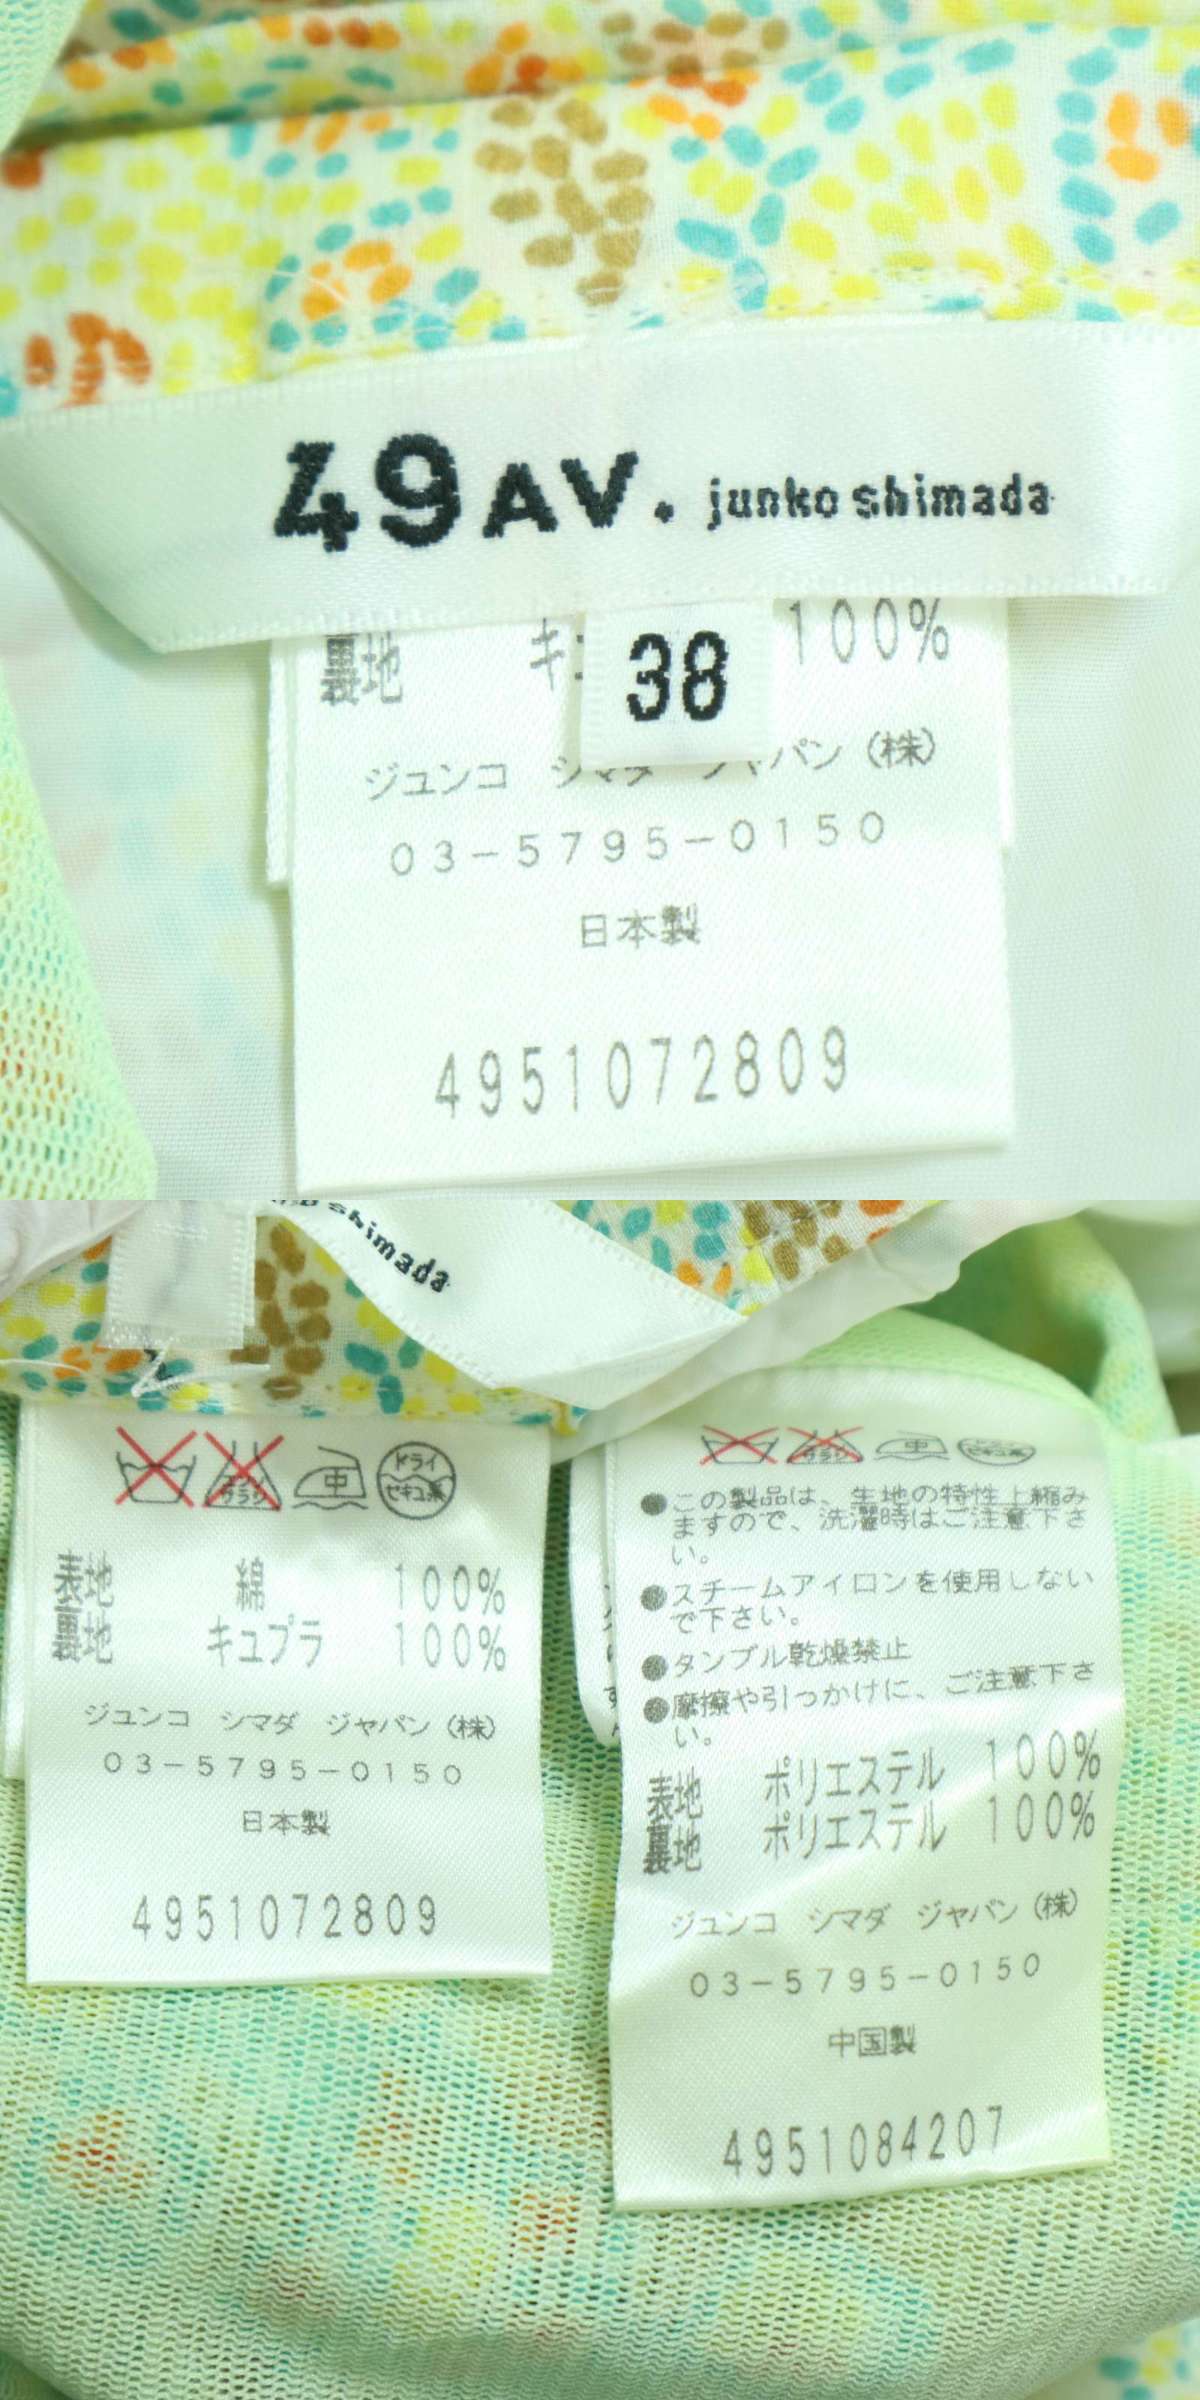 49AV. junko shimada
38
裏地 キ 100%
ジュンコ シマダ ジャパン (株)
03-5795-0150
日本製
4951072809
shimada
中
ドライ
セキユ系
表地 綿 100%
裏地 キュプラ 100%
ジュンコ シマダ ジャパン (株)
03-5795-0150
日本製
4951072809
中
●この製品は、生地の特性上縮み
ますので、洗濯時はご注意下さ
い。
●スチームアイロンを使用しない
で下さい。
●タンブル乾燥禁止
●摩擦や引っかけに、ご注意下さ
い。
表地 ポリエステル 100%
裏地 ポリエステル 100%
ジュンコ シマダ ジャパン (株)
03-5795-0150
中国製
4951084207